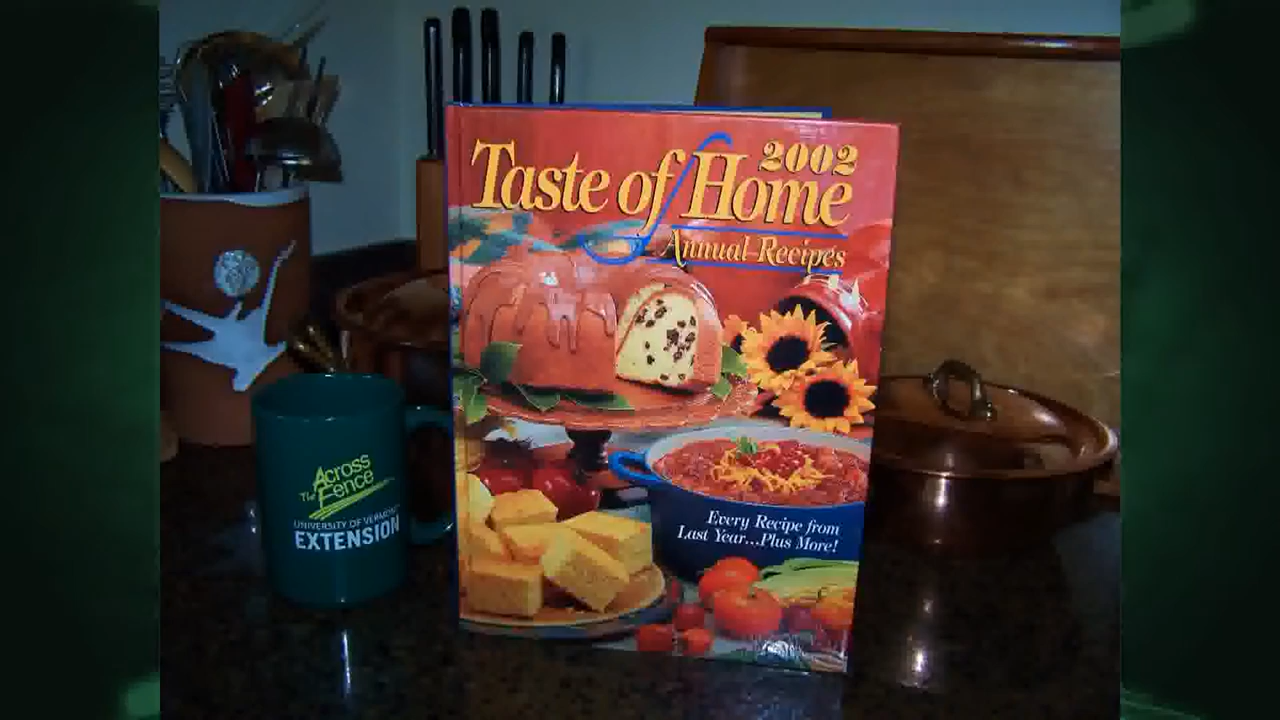 2002
Taste of Home
Annual Recipes
Every Recipe from
Last Year...Plus More!
Across
The Fence
UNIVERSITY OF VERMONT
EXTENSION